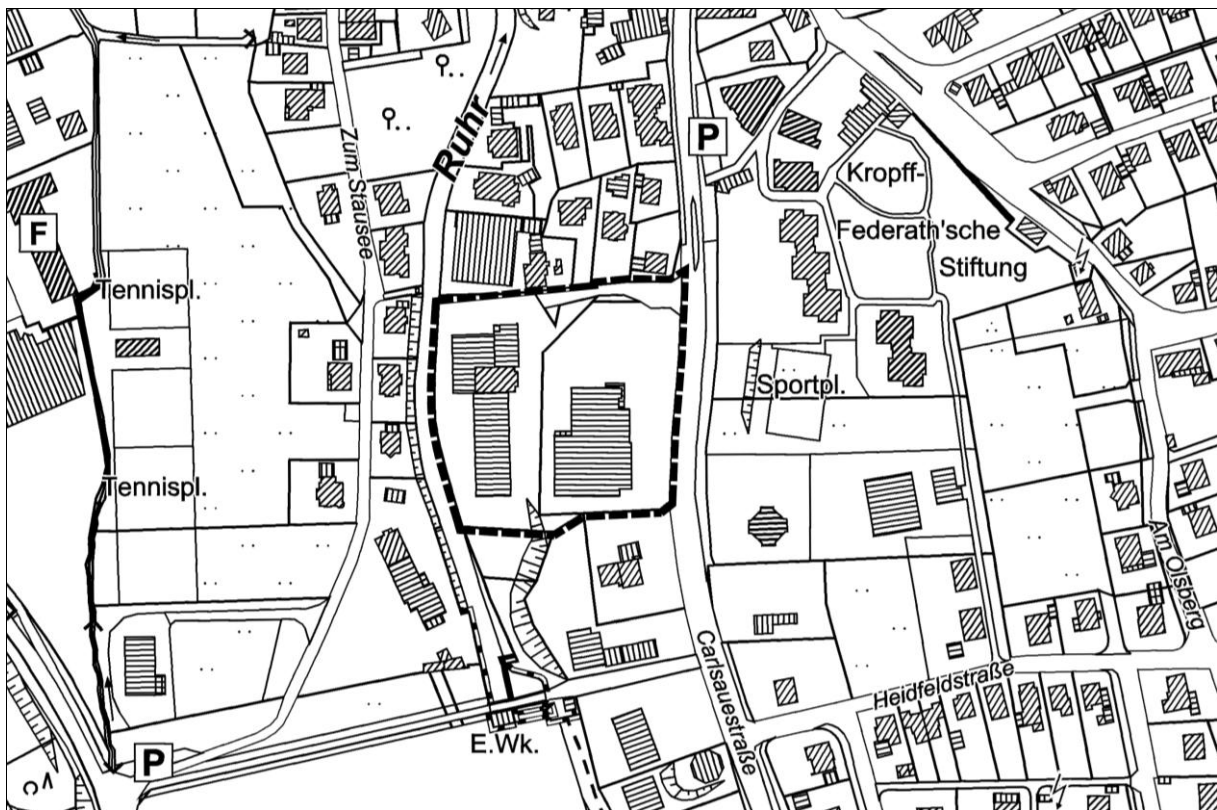 Ruhr
P
Zum Stausee
Kropff-
Federath'sche
Stiftung
F
Tennispl.
Sportpl.
Tennispl.
Am Olsberg
Carlsauestraße
Heidfeldstraße
E.Wk.
P